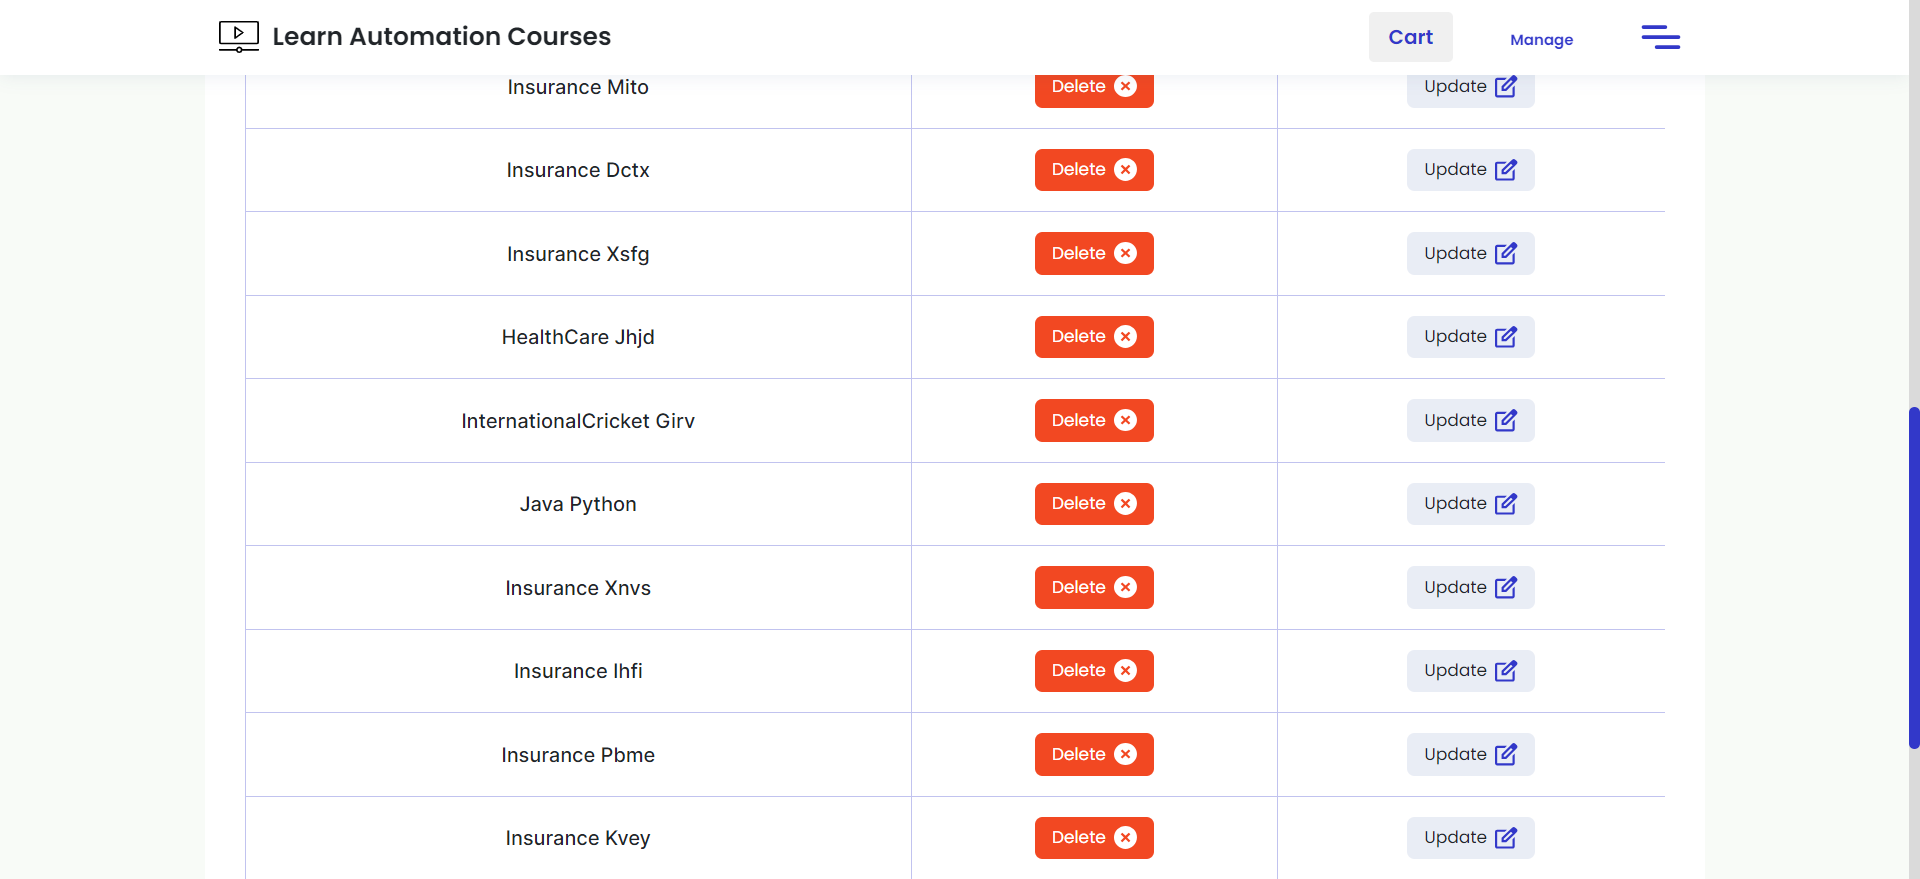 Learn Automation Courses Cart Manage
Insurance Mito Delete Update
Insurance Dctx Delete Update
Insurance Xsfg Delete Update
HealthCare Jhjd Delete Update
InternationalCricket Girv Delete Update
Java Python Delete Update
Insurance Xnvs Delete Update
Insurance Ihfi Delete Update
Insurance Pbme Delete Update
Insurance Kvey Delete Update